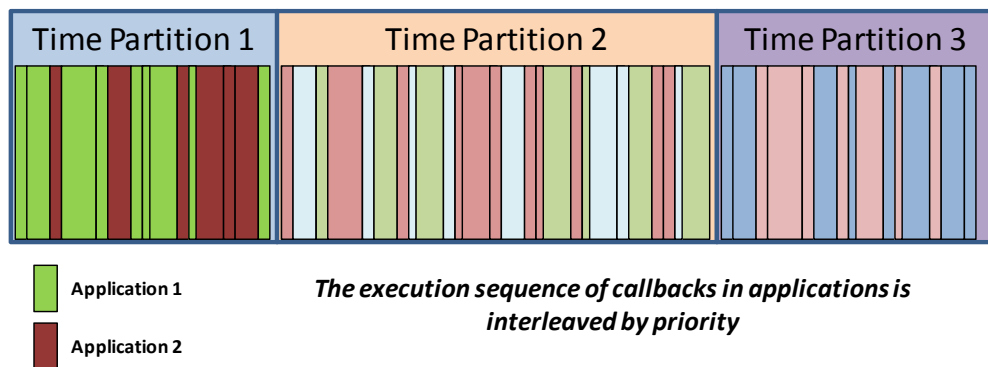 Time Partition 1
Time Partition 2
Time Partition 3
Application 1
Application 2
The execution sequence of callbacks in applications is
interleaved by priority